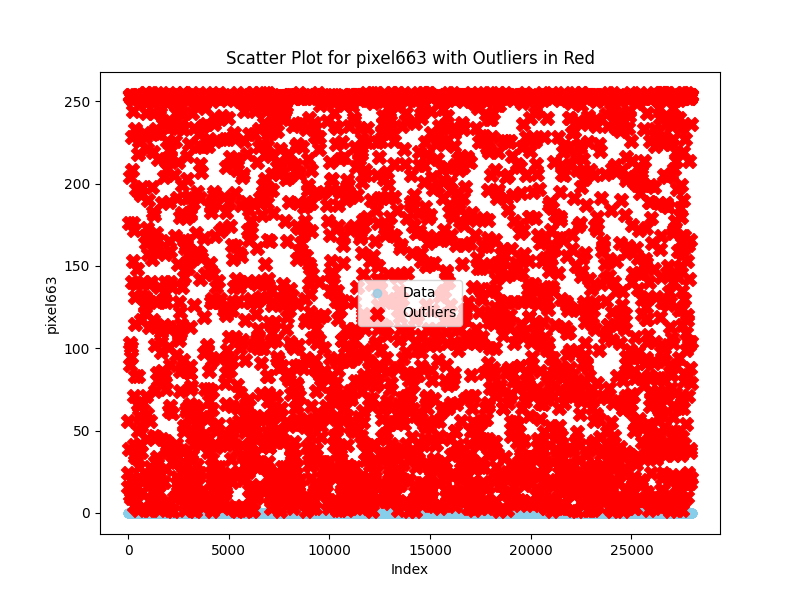 Scatter Plot for pixel663 with Outliers in Red
250
200
150
100
50
0
pixel663
Data
Outliers
0 5000 10000 15000 20000 25000
Index